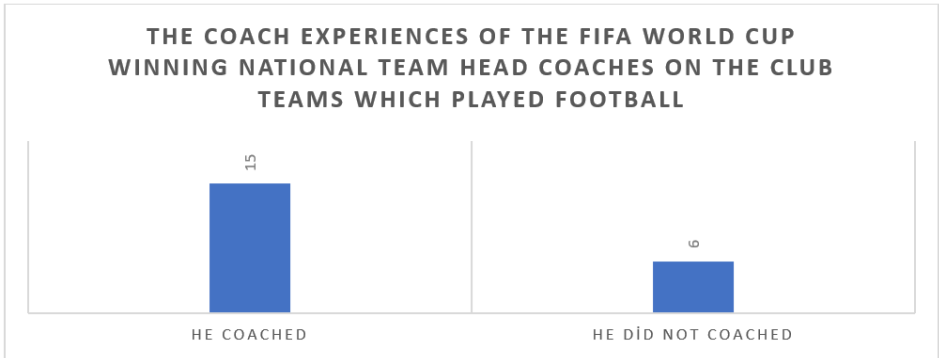 THE COACH EXPERIENCES OF THE FIFA WORLD CUP
WINNING NATIONAL TEAM HEAD COACHES ON THE CLUB
TEAMS WHICH PLAYED FOOTBALL
15
6
HE COACHED
HE DİD NOT COACHED